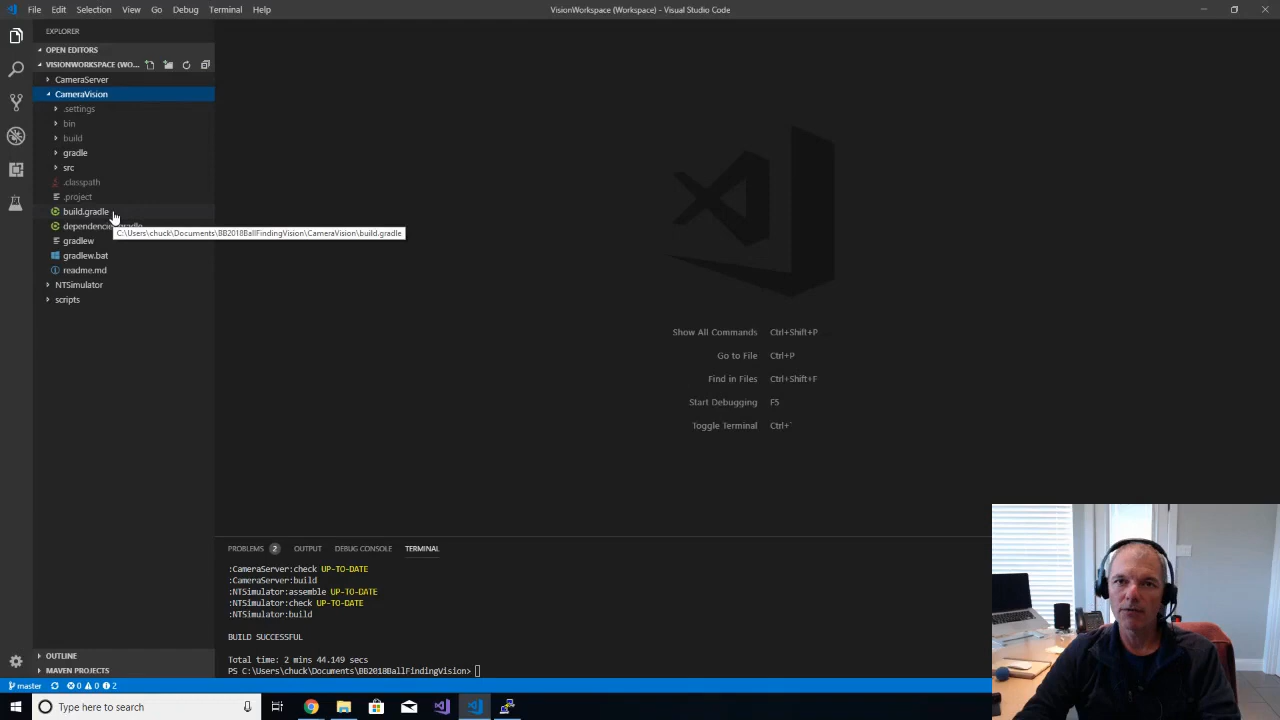 File Edit Selection View Go Debug Terminal Help
VisionWorkspace (Workspace) - Visual Studio Code
EXPLORER
OPEN EDITORS
VISIONWORKSPACE (WO...
CameraServer
CameraVision
.settings
bin
build
gradle
src
.classpath
.project
build.gradle
dependencies.gradle
C:\Users\chuck\Documents\BB2018BallFindingVision\CameraVision\build.gradle
gradlew
gradlew.bat
readme.md
NTSimulator
scripts
Show All Commands Ctrl+Shift+P
Go to File Ctrl+P
Find in Files Ctrl+Shift+F
Start Debugging F5
Toggle Terminal Ctrl+`
PROBLEMS 2 OUTPUT DEBUG CONSOLE TERMINAL
:CameraServer:check UP-TO-DATE
:CameraServer:build
:NTSimulator:assemble UP-TO-DATE
:NTSimulator:check UP-TO-DATE
:NTSimulator:build
BUILD SUCCESSFUL
Total time: 2 mins 44.149 secs
PS C:\Users\chuck\Documents\BB2018BallFindingVision>
OUTLINE
MAVEN PROJECTS
master 0 0 2
Type here to search